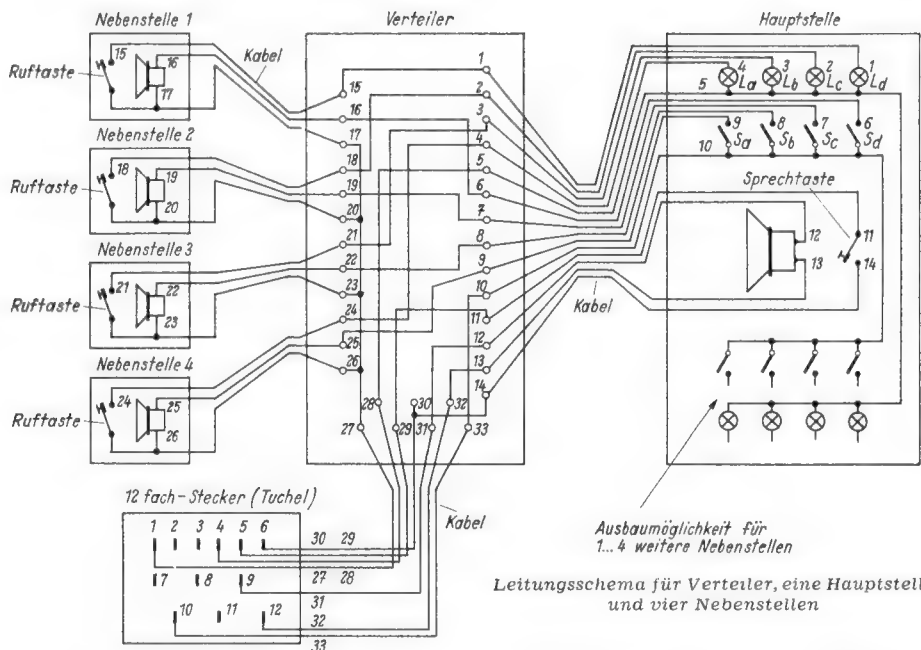 Nebenstelle 1
Verteiler
Hauptstelle
15
16
17
Ruftaste
Kabel
Nebenstelle 2
18
19
20
Ruftaste
Nebenstelle 3
21
22
23
Ruftaste
Nebenstelle 4
24
25
26
Ruftaste
15
16
17
18
19
20
21
22
23
24
25
26
1
2
3
4
5
6
7
8
9
10
11
12
13
14
27
28
29
30
31
32
33
5
4 La
3 Lb
2 Lc
1 Ld
10
9 Sa
8 Sb
7 Sc
6 Sd
Sprechtaste
12
13
11
14
Kabel
12 fach-Stecker (Tuchel)
1 2 3 4 5 6
7 8 9
10 11 12
30 29
27 28
31
32
33
Kabel
Ausbaumöglichkeit für
1...4 weitere Nebenstellen
Leitungsschema für Verteiler, eine Hauptstell
und vier Nebenstellen